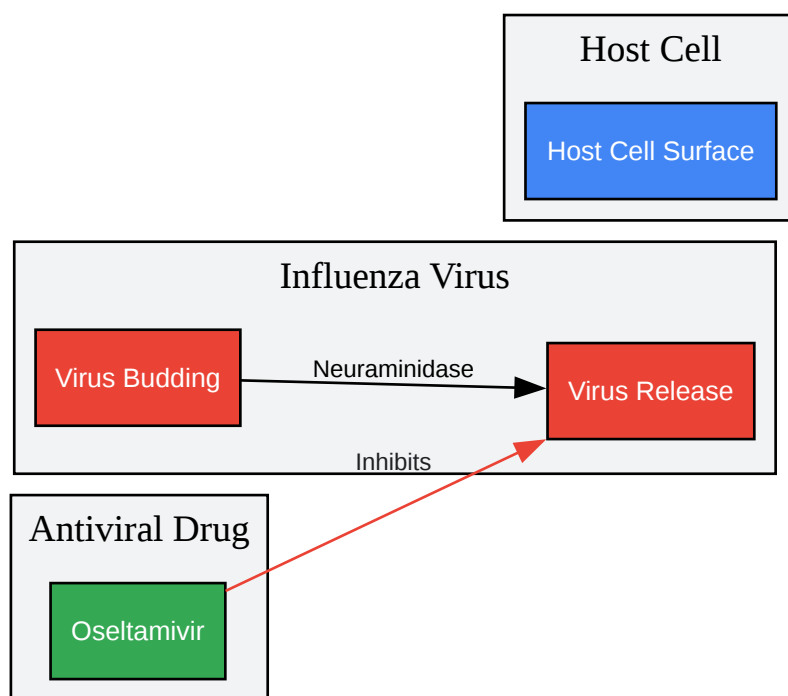 Host Cell
Host Cell Surface
Influenza Virus
Virus Budding
Neuraminidase
Virus Release
Inhibits
Antiviral Drug
Oseltamivir